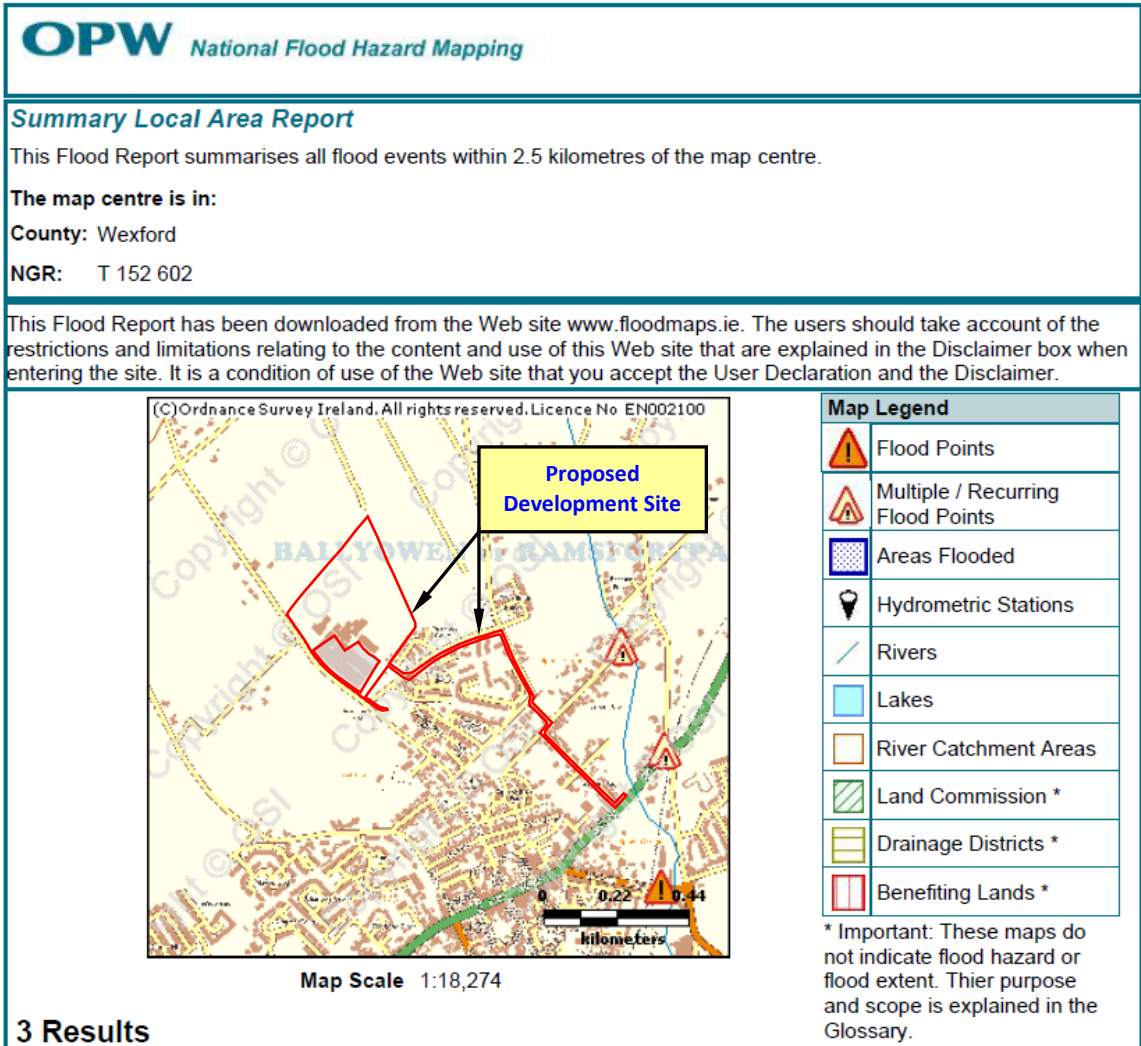 OPW National Flood Hazard Mapping
Summary Local Area Report
This Flood Report summarises all flood events within 2.5 kilometres of the map centre.
The map centre is in:
County: Wexford
NGR: T 152 602
This Flood Report has been downloaded from the Web site www.floodmaps.ie. The users should take account of the
restrictions and limitations relating to the content and use of this Web site that are explained in the Disclaimer box when
entering the site. It is a condition of use of the Web site that you accept the User Declaration and the Disclaimer.
(C)Ordnance Survey Ireland. All rights reserved. Licence No EN002100
Proposed
Development Site
BALLYOWEN
RAMSFORTPA
Copyright © OSI
0 0.22 0.44
kilometers
Map Scale 1:18,274
Map Legend
Flood Points
Multiple / Recurring
Flood Points
Areas Flooded
Hydrometric Stations
Rivers
Lakes
River Catchment Areas
Land Commission *
Drainage Districts *
Benefiting Lands *
* Important: These maps do
not indicate flood hazard or
flood extent. Thier purpose
and scope is explained in the
Glossary.
3 Results